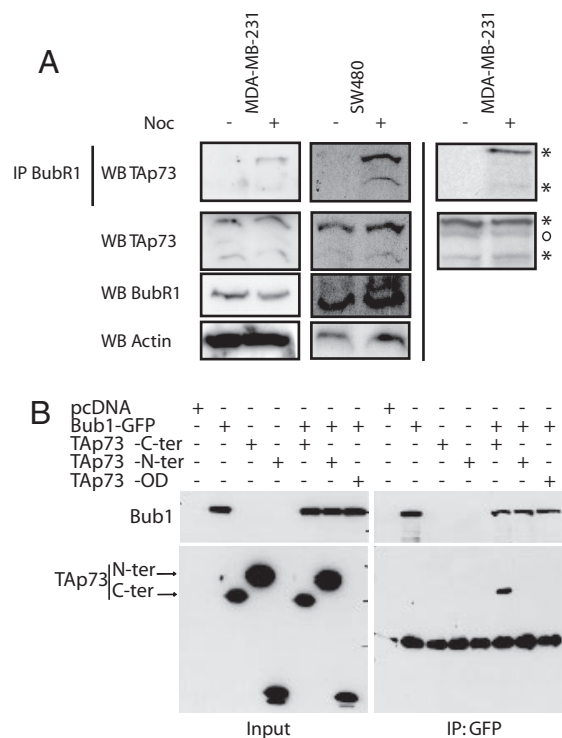 A
MDA-MB-231
SW480
MDA-MB-231
Noc - + - + - +
IP BubR1 WB TAp73 *
*
WB TAp73 *
o
*
WB BubR1
WB Actin
B
pcDNA + - - - - - - + - - - - - -
Bub1-GFP - + - - + + + - + - - + + +
TAp73 -C-ter - - + - + - - - - + - + - -
TAp73 -N-ter - - - + - + - - - - + - + -
TAp73 -OD - - - - - - + - - - - - - +
Bub1
TAp73 N-ter
C-ter
Input IP: GFP